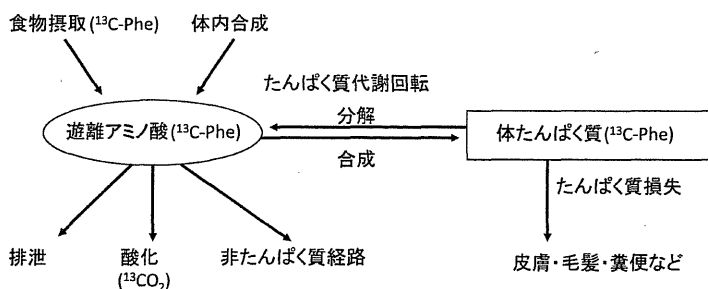 食物摂取(¹³C-Phe)
体内合成
たんぱく質代謝回転
分解
遊離アミノ酸(¹³C-Phe)
体たんぱく質(¹³C-Phe)
合成
たんぱく質損失
排泄
酸化
(¹³CO₂)
非たんぱく質経路
皮膚・毛髪・糞便など